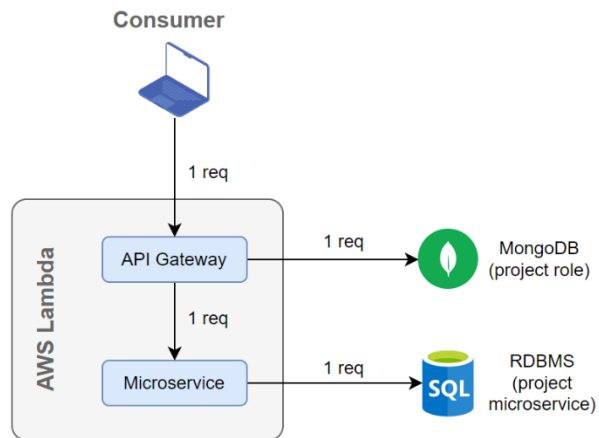 Consumer
1 req
AWS Lambda
API Gateway
1 req
MongoDB
(project role)
1 req
Microservice
1 req
SQL
RDBMS
(project
microservice)